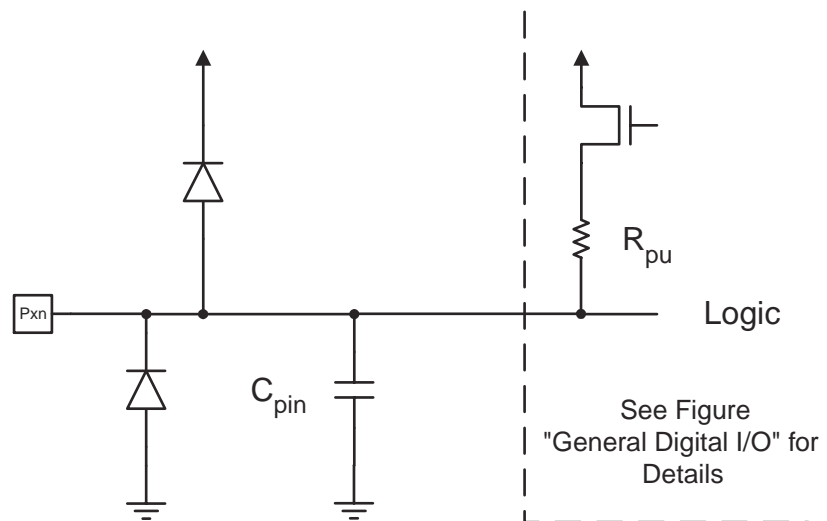 R
pu
Pxn
Logic
C
pin
See Figure
"General Digital I/O" for
Details